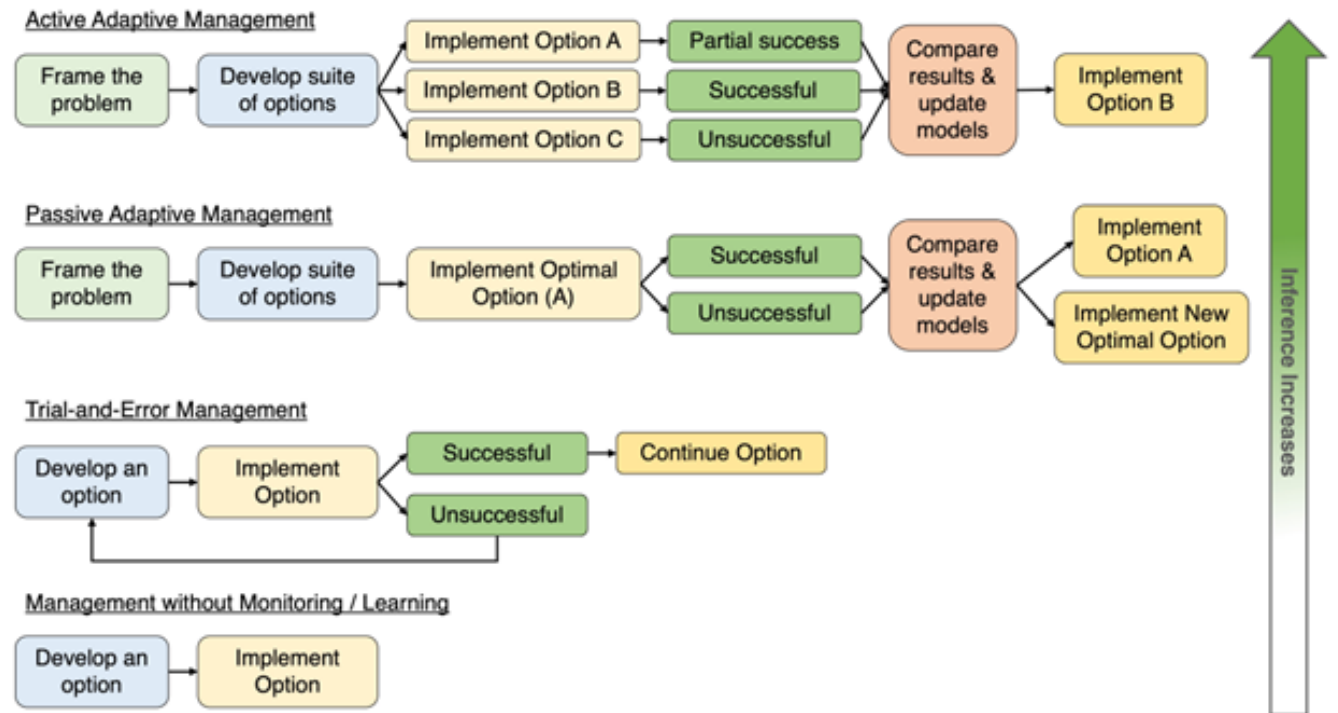 Active Adaptive Management
Frame the
problem
Develop suite
of options
Implement Option A
Implement Option B
Implement Option C
Partial success
Successful
Unsuccessful
Compare
results &
update
models
Implement
Option B
Passive Adaptive Management
Frame the
problem
Develop suite
of options
Implement Optimal
Option (A)
Successful
Unsuccessful
Compare
results &
update
models
Implement
Option A
Implement New
Optimal Option
Trial-and-Error Management
Develop an
option
Implement
Option
Successful
Unsuccessful
Continue Option
Management without Monitoring / Learning
Develop an
option
Implement
Option
Inference Increases